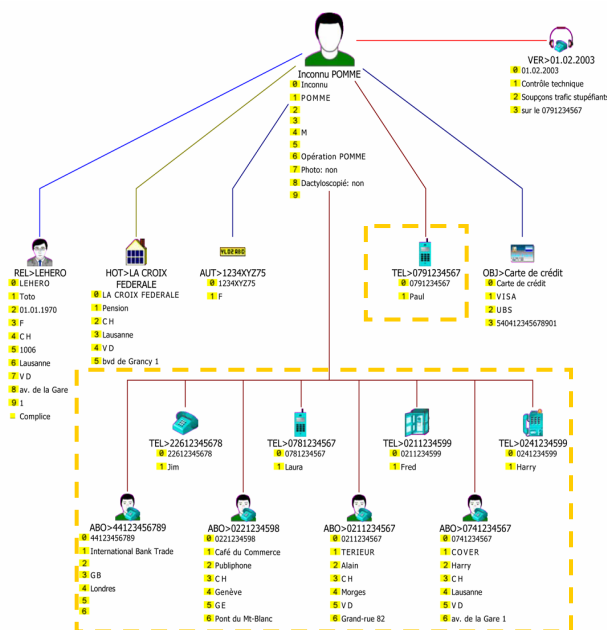 VER>01.02.2003
0 01.02.2003
1 Contrôle technique
2 Soupçons trafic stupéfiants
3 sur le 0791234567
Inconnu POMME
0 Inconnu
1 POMME
2
3
4 M
5
6 Opération POMME
7 Photo: non
8 Dactyloscopié: non
9
REL>LEHERO
0 LEHERO
1 Toto
2 01.01.1970
3 F
4 CH
5 1006
6 Lausanne
7 VD
8 av. de la Gare
9 1
Complice
HOT>LA CROIX
FEDERALE
0 LA CROIX FEDERALE
1 Pension
2 CH
3 Lausanne
4 VD
5 bvd de Grancy 1
AUT>1234XYZ75
0 1234XYZ75
1 F
TEL>0791234567
0 0791234567
1 Paul
OBJ>Carte de crédit
0 Carte de crédit
1 VISA
2 UBS
3 540412345678901
TEL>22612345678
0 22612345678
1 Jim
TEL>0781234567
0 0781234567
1 Laura
TEL>0211234599
0 0211234599
1 Fred
TEL>0241234599
0 0241234599
1 Harry
ABO>44123456789
0 44123456789
1 International Bank Trade
2
3 GB
4 Londres
5
6
ABO>0221234598
0 0221234598
1 Café du Commerce
2 Publiphone
3 CH
4 Genève
5 GE
6 Pont du Mt-Blanc
ABO>0211234567
0 0211234567
1 TERIEUR
2 Alain
3 CH
4 Morges
5 VD
6 Grand-rue 82
ABO>0741234567
0 0741234567
1 COVER
2 Harry
3 CH
4 Lausanne
5 VD
6 av. de la Gare 1